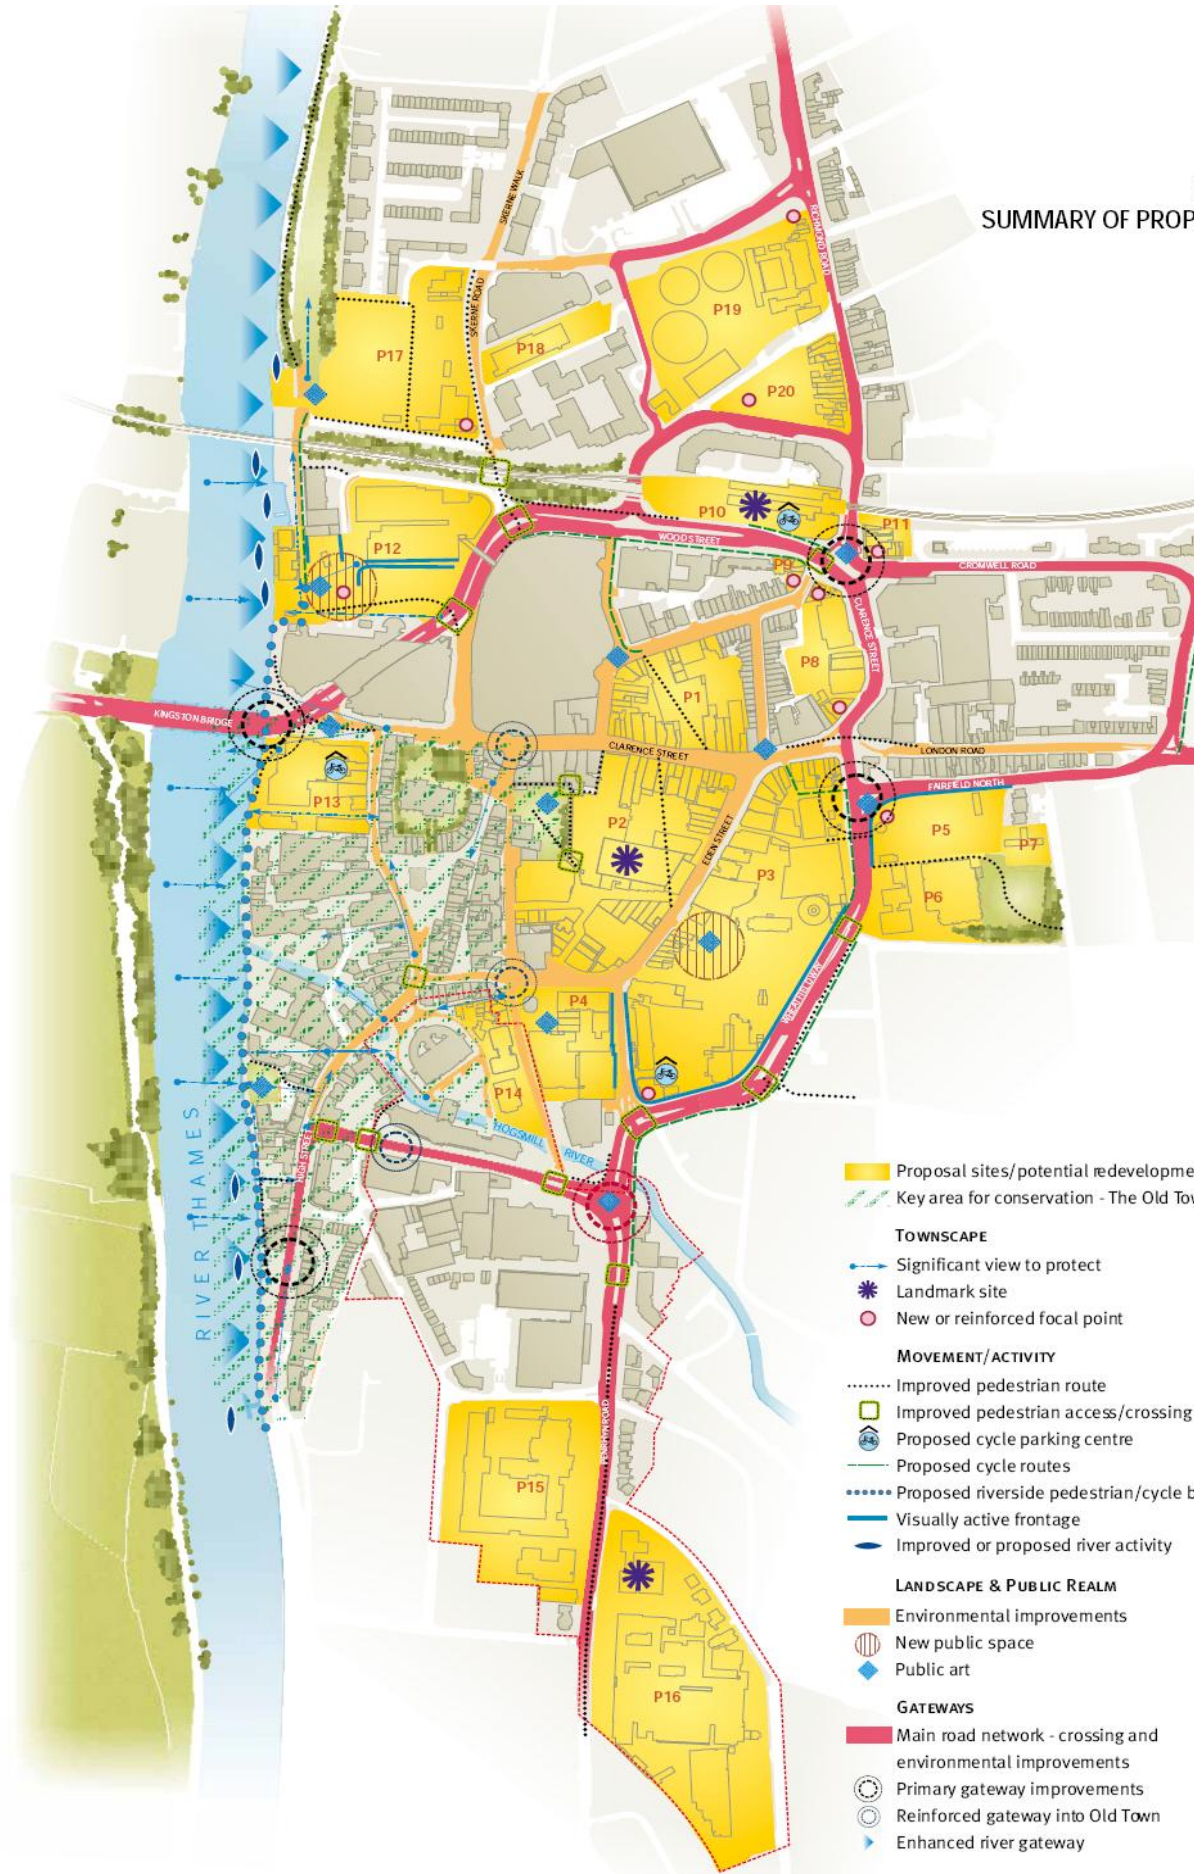 SUMMARY OF PROP
SKERNE WALK
RICHMOND ROAD
SKERNE ROAD
P19
P17
P18
P20
P10
WOOD STREET
P11
P12
P9
CROMWELL ROAD
CLARENCE STREET
P8
P1
KINGSTON BRIDGE
CLARENCE STREET
LONDON ROAD
FAIRFIELD NORTH
P13
P2
EDEN STREET
P5
P7
P3
P6
WHEATFIELD WAY
P4
P14
HOGSMILL
RIVER
RIVER THAMES
HIGH STREET
PENRHYN ROAD
P15
P16
Proposal sites/potential redevelopme
Key area for conservation - The Old Tow
TOWNSCAPE
Significant view to protect
Landmark site
New or reinforced focal point
MOVEMENT/ACTIVITY
Improved pedestrian route
Improved pedestrian access/crossing
Proposed cycle parking centre
Proposed cycle routes
Proposed riverside pedestrian/cycle b
Visually active frontage
Improved or proposed river activity
LANDSCAPE & PUBLIC REALM
Environmental improvements
New public space
Public art
GATEWAYS
Main road network - crossing and
environmental improvements
Primary gateway improvements
Reinforced gateway into Old Town
Enhanced river gateway